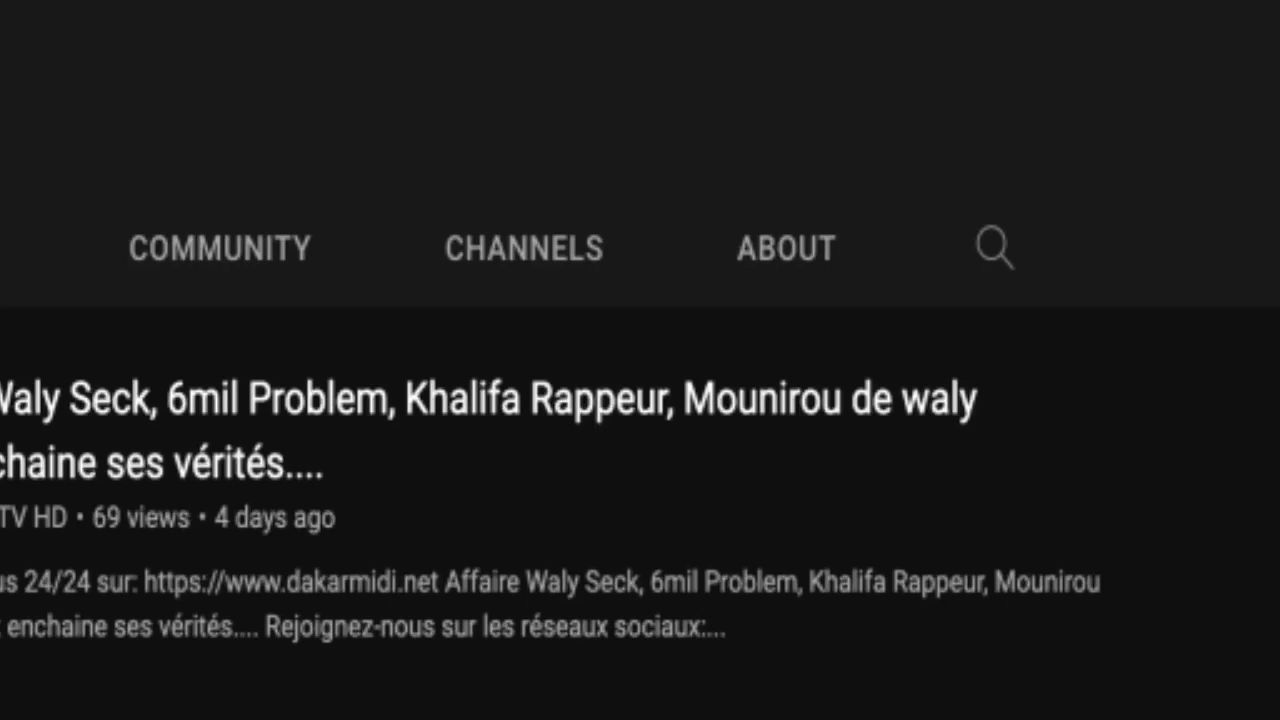 COMMUNITY CHANNELS ABOUT
Waly Seck, 6mil Problem, Khalifa Rappeur, Mounirou de waly
chaine ses vérités....
TV HD • 69 views • 4 days ago
us 24/24 sur: https://www.dakarmidi.net Affaire Waly Seck, 6mil Problem, Khalifa Rappeur, Mounirou
enchaine ses vérités.... Rejoignez-nous sur les réseaux sociaux:...